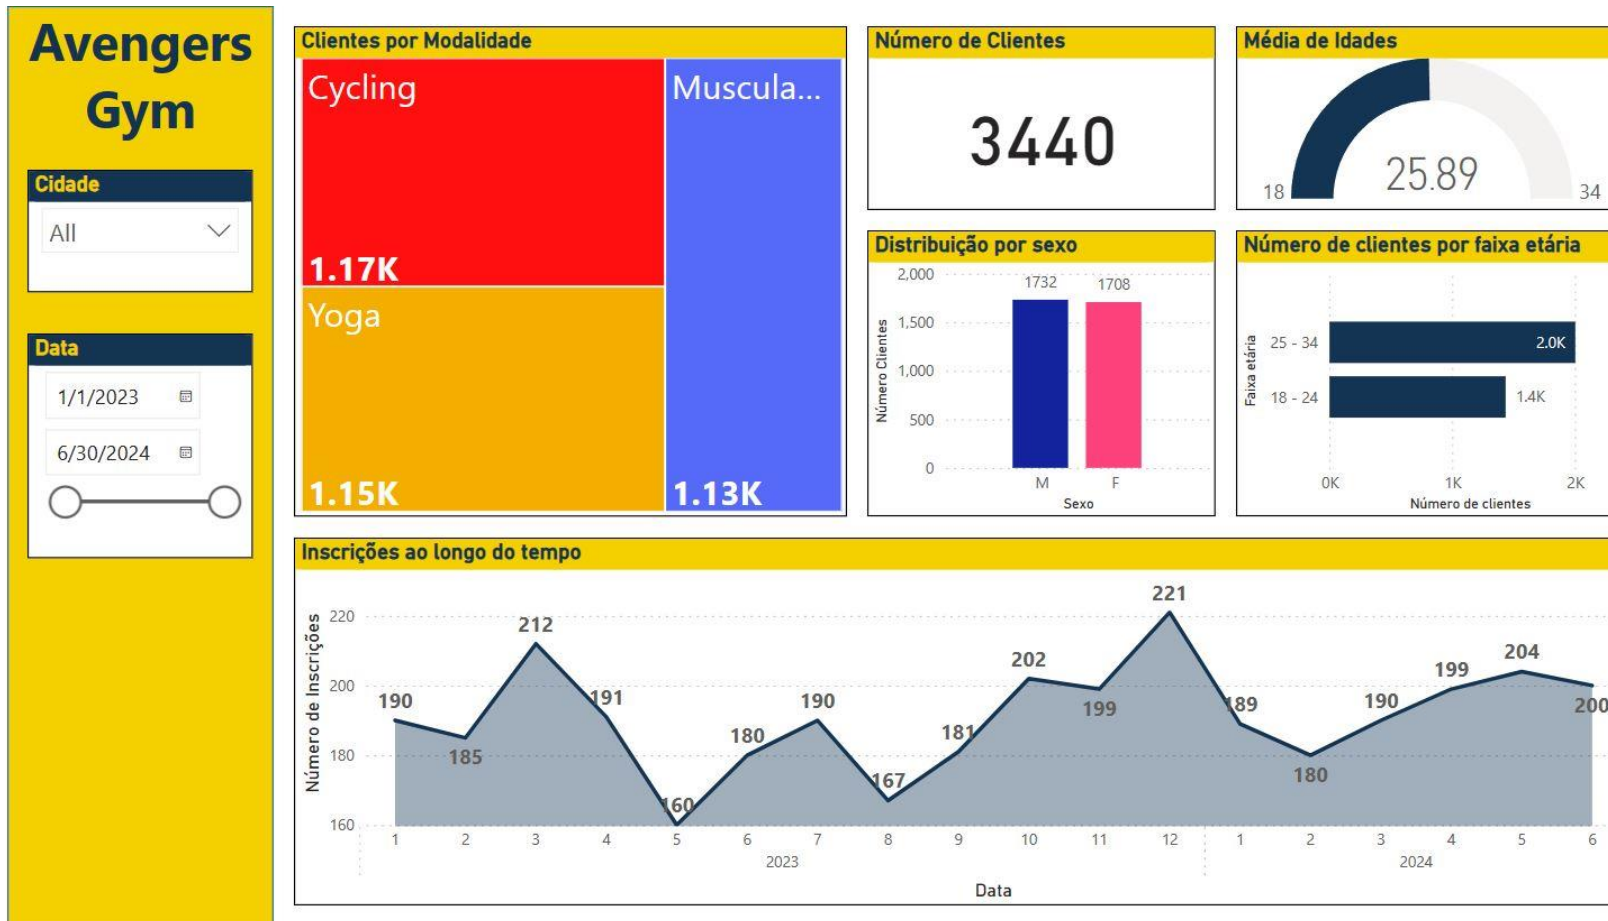 Avengers
Gym
Cidade
All
Data
1/1/2023
6/30/2024
Clientes por Modalidade
Cycling
1.17K
Yoga
1.15K
Muscula...
1.13K
Número de Clientes
3440
Média de Idades
25.89
18
34
Distribuição por sexo
Número Clientes
2,000
1,500
1,000
500
0
1732
1708
M
F
Sexo
Número de clientes por faixa etária
Faixa etária
25 - 34
2.0K
18 - 24
1.4K
0K
1K
2K
Número de clientes
Inscrições ao longo do tempo
Número de Inscrições
220
200
180
160
190
185
212
191
160
180
190
167
181
202
199
221
189
180
190
199
204
200
1 2 3 4 5 6 7 8 9 10 11 12 1 2 3 4 5 6
2023 2024
Data